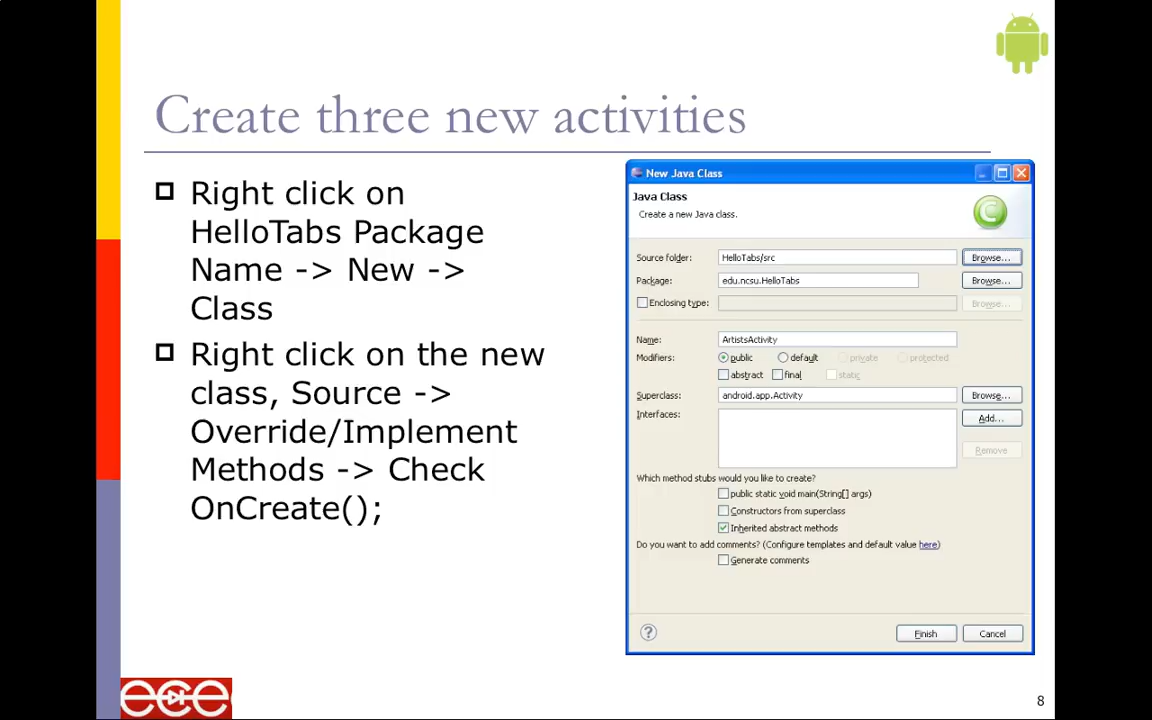 Create three new activities
Right click on
HelloTabs Package
Name -> New ->
Class
Right click on the new
class, Source ->
Override/Implement
Methods -> Check
OnCreate();
New Java Class
Java Class
Create a new Java class.
C
Source folder: HelloTabs/src Browse...
Package: edu.ncsu.HelloTabs Browse...
Enclosing type: Browse...
Name: ArtistsActivity
Modifiers: public default private protected
abstract final static
Superclass: android.app.Activity Browse...
Interfaces: Add...
Remove
Which method stubs would you like to create?
public static void main(String[] args)
Constructors from superclass
Inherited abstract methods
Do you want to add comments? (Configure templates and default value here)
Generate comments
? Finish Cancel
ece
8